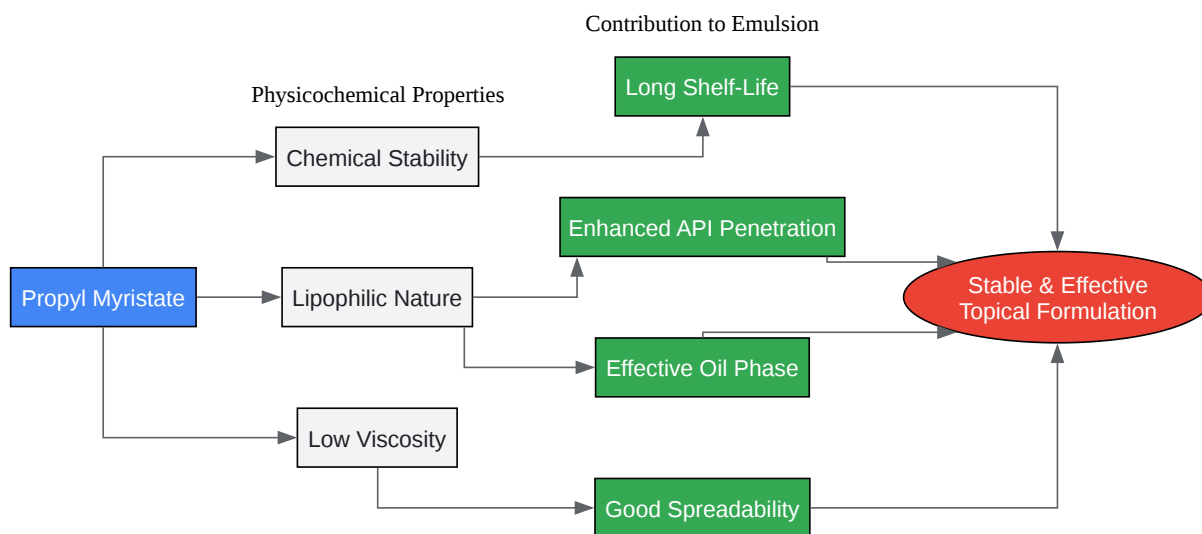 Contribution to Emulsion
Physicochemical Properties
Long Shelf-Life
Chemical Stability
Enhanced API Penetration
Propyl Myristate
Lipophilic Nature
Stable & Effective
Topical Formulation
Effective Oil Phase
Low Viscosity
Good Spreadability